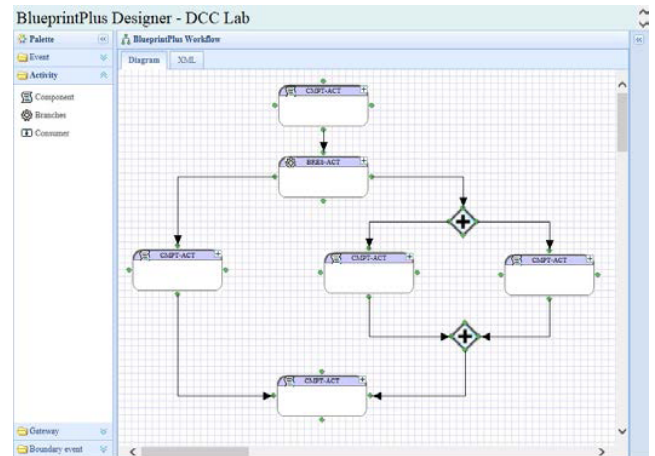 BlueprintPlus Designer - DCC Lab
Palette
BlueprintPlus Workflow
Event
Diagram XML
Activity
Component
Branches
Consumer
CMPT-ACT
BRES-ACT
CMPT-ACT
CMPT-ACT
CMPT-ACT
CMPT-ACT
Gateway
Boundary event